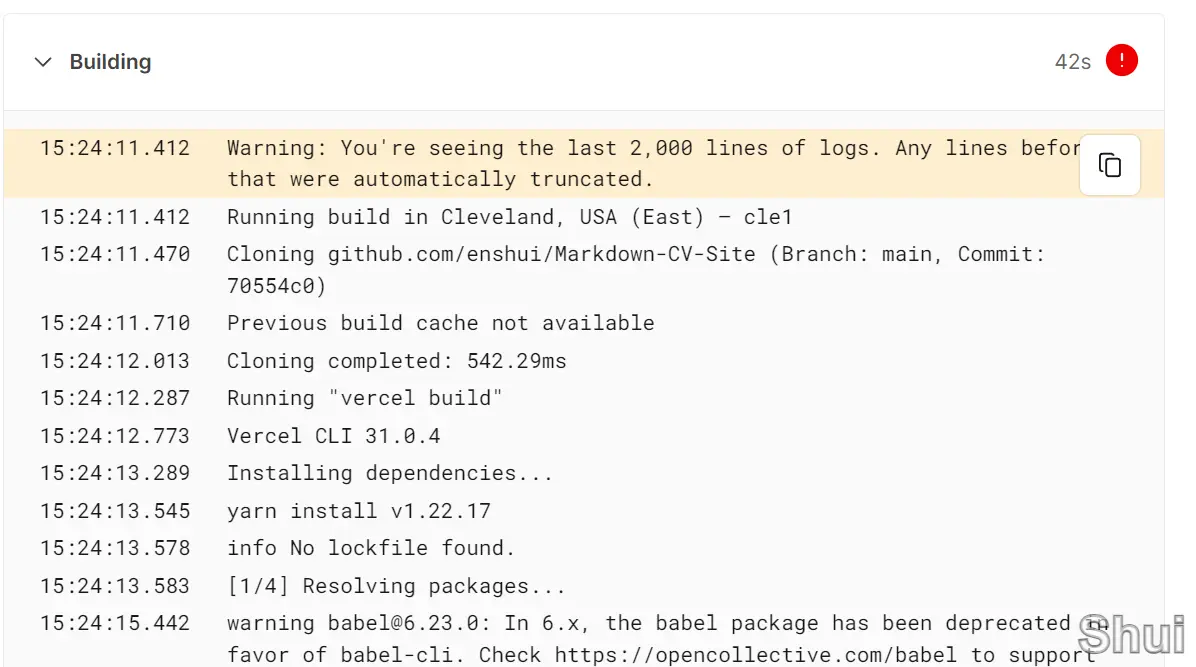 Building 42s
15:24:11.412 Warning: You're seeing the last 2,000 lines of logs. Any lines befor
that were automatically truncated.
15:24:11.412 Running build in Cleveland, USA (East) – cle1
15:24:11.470 Cloning github.com/enshui/Markdown-CV-Site (Branch: main, Commit:
70554c0)
15:24:11.710 Previous build cache not available
15:24:12.013 Cloning completed: 542.29ms
15:24:12.287 Running "vercel build"
15:24:12.773 Vercel CLI 31.0.4
15:24:13.289 Installing dependencies...
15:24:13.545 yarn install v1.22.17
15:24:13.578 info No lockfile found.
15:24:13.583 [1/4] Resolving packages...
15:24:15.442 warning babel@6.23.0: In 6.x, the babel package has been deprecated
favor of babel-cli. Check https://opencollective.com/babel to support
Shui